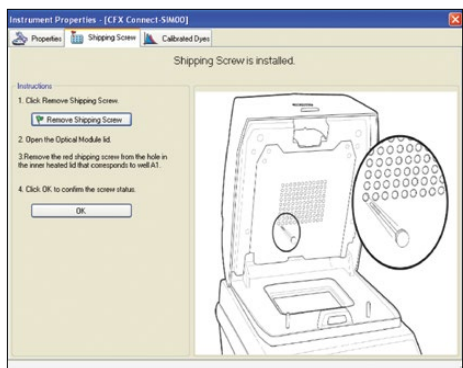 Instrument Properties - [CFX Connect-SIM00]
Properties
Shipping Screw
Calibrated Dyes
Shipping Screw is installed.
Instructions
1. Click Remove Shipping Screw.
Remove Shipping Screw
2. Open the Optical Module lid.
3.Remove the red shipping screw from the hole in
the inner heated lid that corresponds to well A1.
4. Click OK to confirm the screw status.
OK